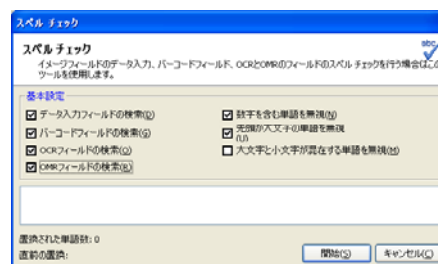 スペル チェック
スペル チェック
abc
イメージフィールドのデータ入力、バーコードフィールド、OCRとOMRのフィールドのスペル チェックを行う場合はこの
ツールを使用します。
基本設定
データ入力フィールドの検索(D)
数字を含む単語を無視(N)
バーコードフィールドの検索(G)
先頭が大文字の単語を無視
(U)
OCRフィールドの検索(O)
大文字と小文字が混在する単語を無視(M)
OMRフィールドの検索(R)
置換された単語数: 0
直前の置換:
開始(S)
キャンセル(C)